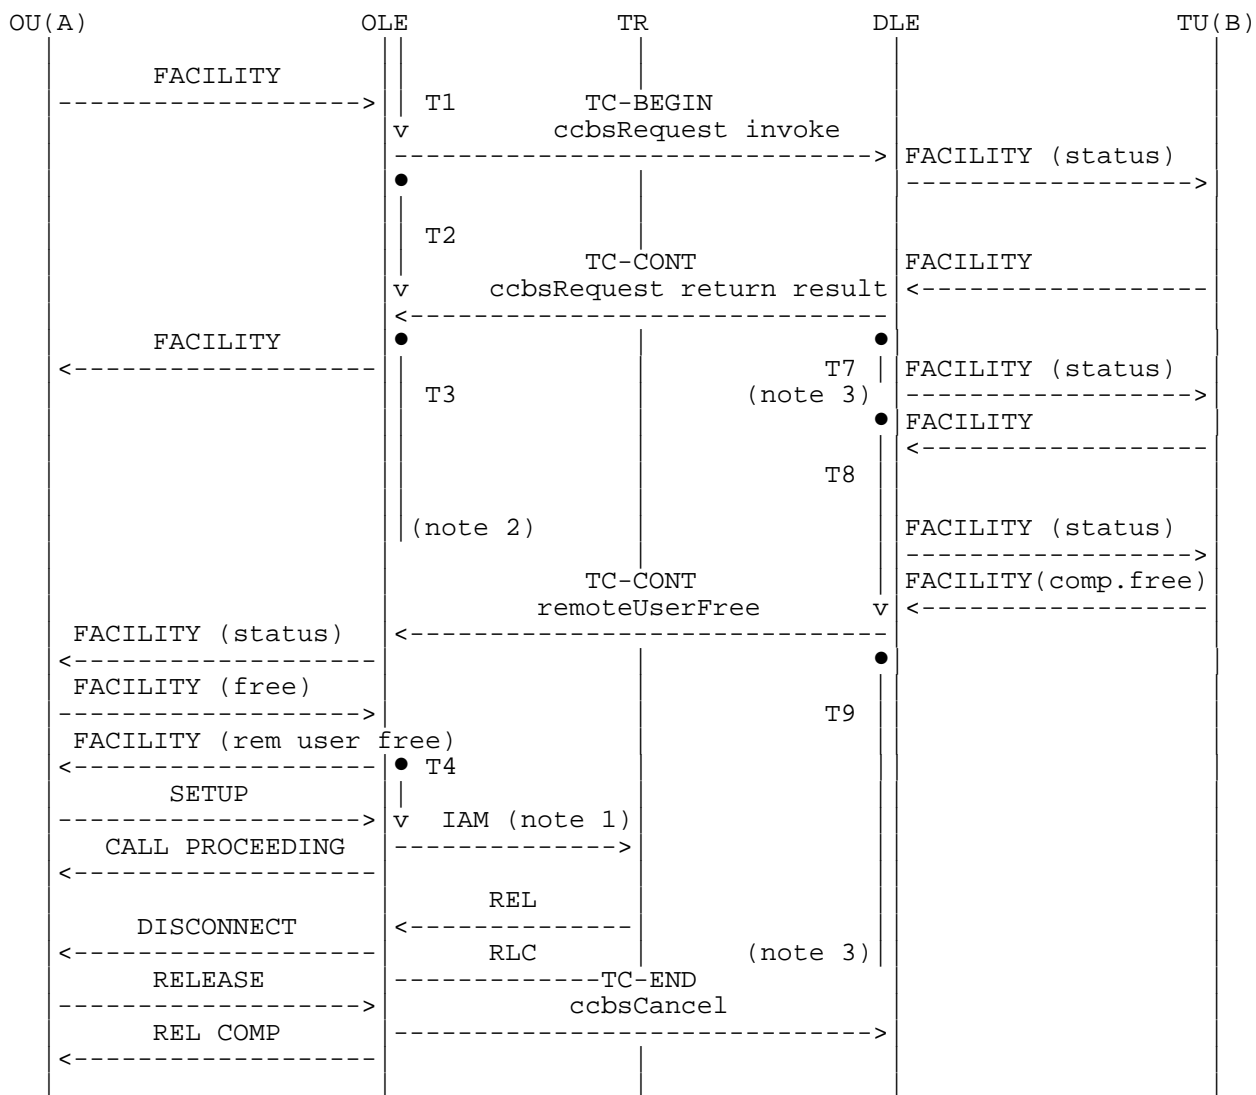 OU(A) OLE TR DLE TU(B)
FACILITY
T1 TC-BEGIN
v ccbsRequest invoke
FACILITY (status)
T2
TC-CONT FACILITY
v ccbsRequest return result
FACILITY
T7 FACILITY (status)
T3 (note 3)
FACILITY
T8
(note 2) FACILITY (status)
TC-CONT FACILITY(comp.free)
remoteUserFree v
FACILITY (status)
FACILITY (free)
T9
FACILITY (rem user free)
T4
SETUP
v IAM (note 1)
CALL PROCEEDING
REL
DISCONNECT
RLC (note 3)
RELEASE TC-END
ccbsCancel
REL COMP